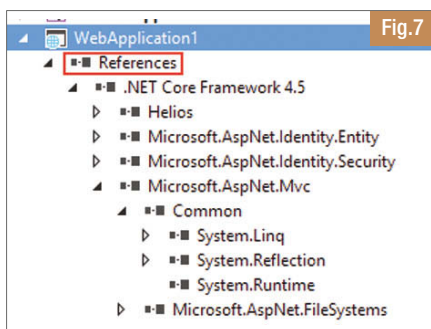 Fig.7
WebApplication1
References
.NET Core Framework 4.5
Helios
Microsoft.AspNet.Identity.Entity
Microsoft.AspNet.Identity.Security
Microsoft.AspNet.Mvc
Common
System.Linq
System.Reflection
System.Runtime
Microsoft.AspNet.FileSystems